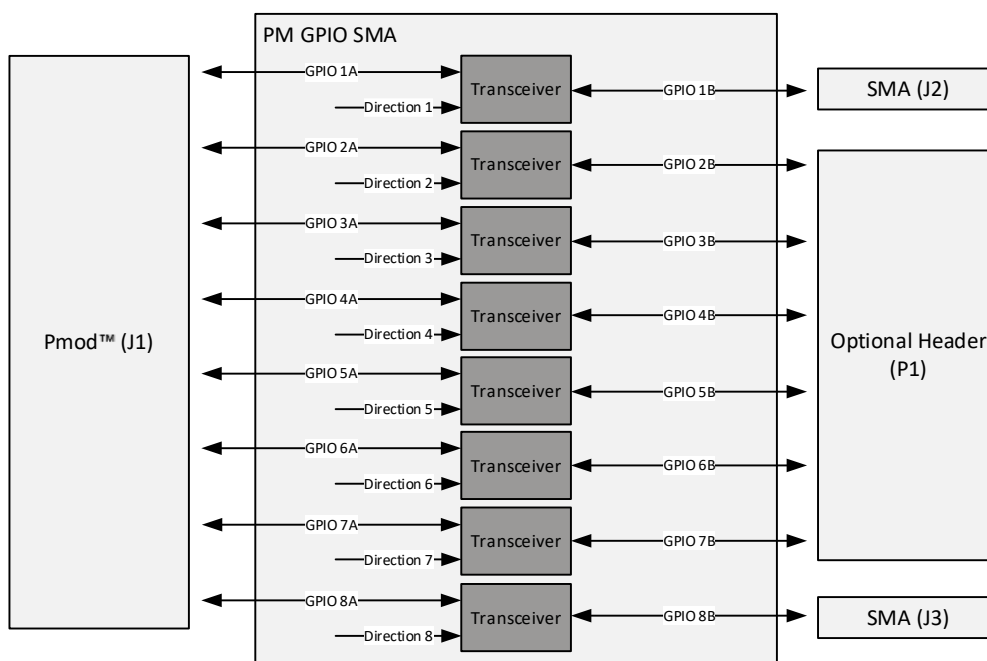 PM GPIO SMA
Pmod™ (J1)
GPIO 1A
Direction 1
Transceiver
GPIO 1B
SMA (J2)
GPIO 2A
Direction 2
Transceiver
GPIO 2B
GPIO 3A
Direction 3
Transceiver
GPIO 3B
GPIO 4A
Direction 4
Transceiver
GPIO 4B
Optional Header
(P1)
GPIO 5A
Direction 5
Transceiver
GPIO 5B
GPIO 6A
Direction 6
Transceiver
GPIO 6B
GPIO 7A
Direction 7
Transceiver
GPIO 7B
GPIO 8A
Direction 8
Transceiver
GPIO 8B
SMA (J3)